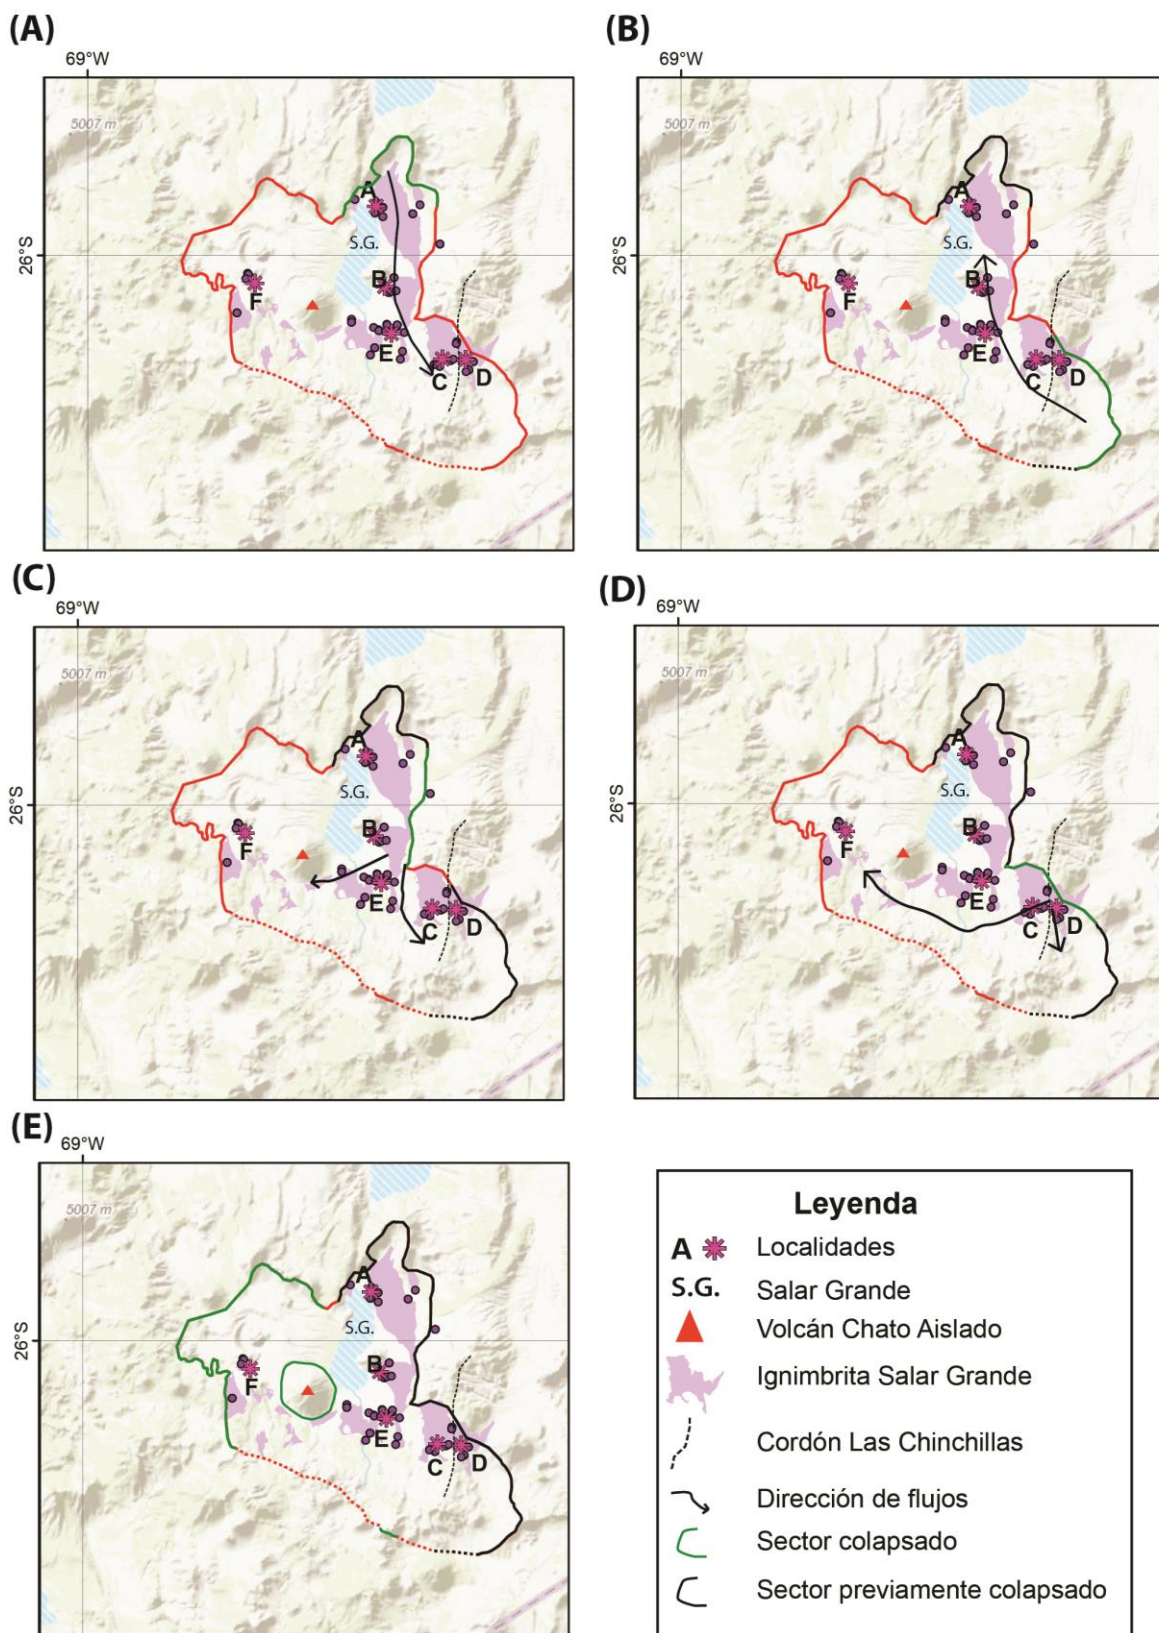 (A)
69°W
5007 m
26°S
A
S.G.
B
F
E
C
D
(B)
69°W
5007 m
26°S
A
S.G.
B
F
E
C
D
(C)
69°W
5007 m
26°S
A
S.G.
B
F
E
C
D
(D)
69°W
5007 m
26°S
A
S.G.
B
F
E
C
D
(E)
69°W
5007 m
26°S
A
S.G.
B
F
E
C
D
Leyenda
A Localidades
S.G. Salar Grande
Volcán Chato Aislado
Ignimbrita Salar Grande
Cordón Las Chinchillas
Dirección de flujos
Sector colapsado
Sector previamente colapsado